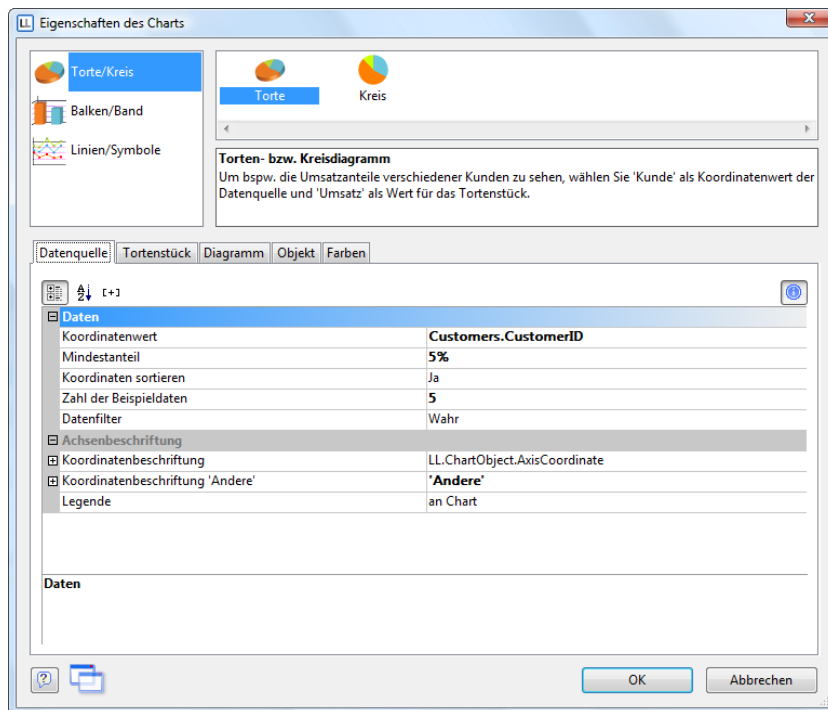 LL Eigenschaften des Charts
Torte/Kreis
Balken/Band
Linien/Symbole
Torte Kreis
Torten- bzw. Kreisdiagramm
Um bspw. die Umsatzanteile verschiedener Kunden zu sehen, wählen Sie 'Kunde' als Koordinatenwert der
Datenquelle und 'Umsatz' als Wert für das Tortenstück.
Datenquelle Tortenstück Diagramm Objekt Farben
A Z [+]
Daten
Koordinatenwert Customers.CustomerID
Mindestanteil 5%
Koordinaten sortieren Ja
Zahl der Beispieldaten 5
Datenfilter Wahr
Achsenbeschriftung
Koordinatenbeschriftung LL.ChartObject.AxisCoordinate
Koordinatenbeschriftung 'Andere' 'Andere'
Legende an Chart
Daten
? OK Abbrechen